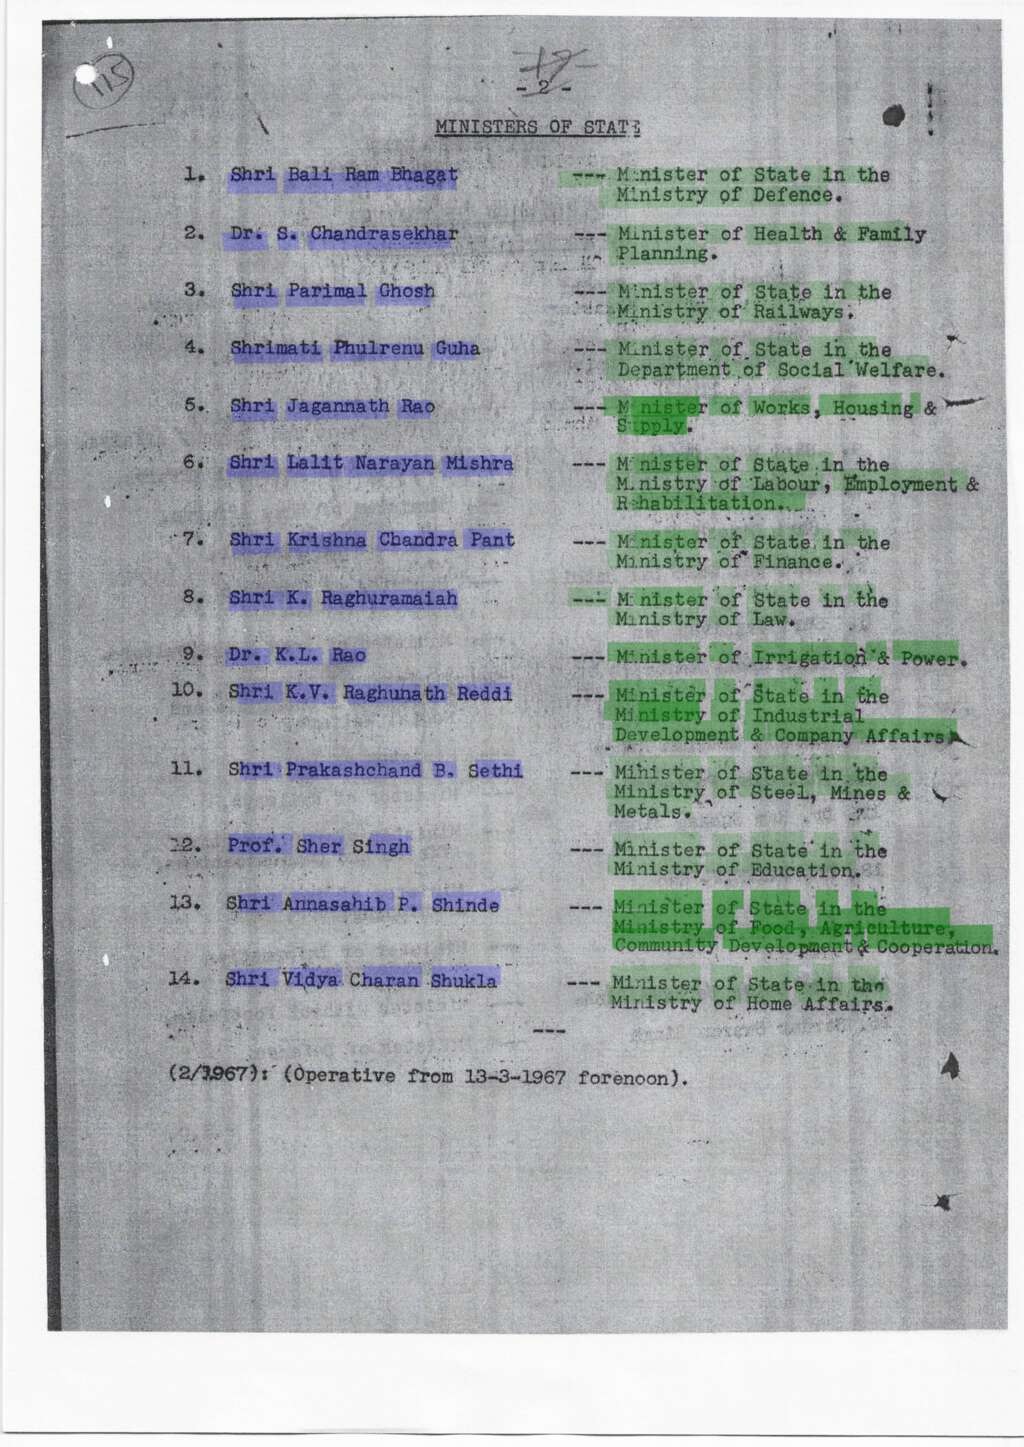 115
- 2 -
MINISTERS OF STATE
1. Shri Bali Ram Bhagat --- Minister of State in the
Ministry of Defence.
2. Dr. S. Chandrasekhar --- Minister of Health & Family
Planning.
3. Shri Parimal Ghosh --- Minister of State in the
Ministry of Railways.
4. Shrimati Phulrenu Guha --- Minister of State in the
Department of Social Welfare.
5. Shri Jagannath Rao --- Minister of Works, Housing &
Supply.
6. Shri Lalit Narayan Mishra --- Minister of State in the
Ministry of Labour, Employment &
Rehabilitation.
7. Shri Krishna Chandra Pant --- Minister of State in the
Ministry of Finance.
8. Shri K. Raghuramaiah --- Minister of State in the
Ministry of Law.
9. Dr. K.L. Rao --- Minister of Irrigation & Power.
10. Shri K.V. Raghunath Reddi --- Minister of State in the
Ministry of Industrial
Development & Company Affairs.
11. Shri Prakashchand B. Sethi --- Minister of State in the
Ministry of Steel, Mines &
Metals.
12. Prof. Sher Singh --- Minister of State in the
Ministry of Education.
13. Shri Annasahib P. Shinde --- Minister of State in the
Ministry of Food, Agriculture,
Community Development & Cooperation.
14. Shri Vidya Charan Shukla --- Minister of State in the
Ministry of Home Affairs.
---
(2/1967): (Operative from 13-3-1967 forenoon).